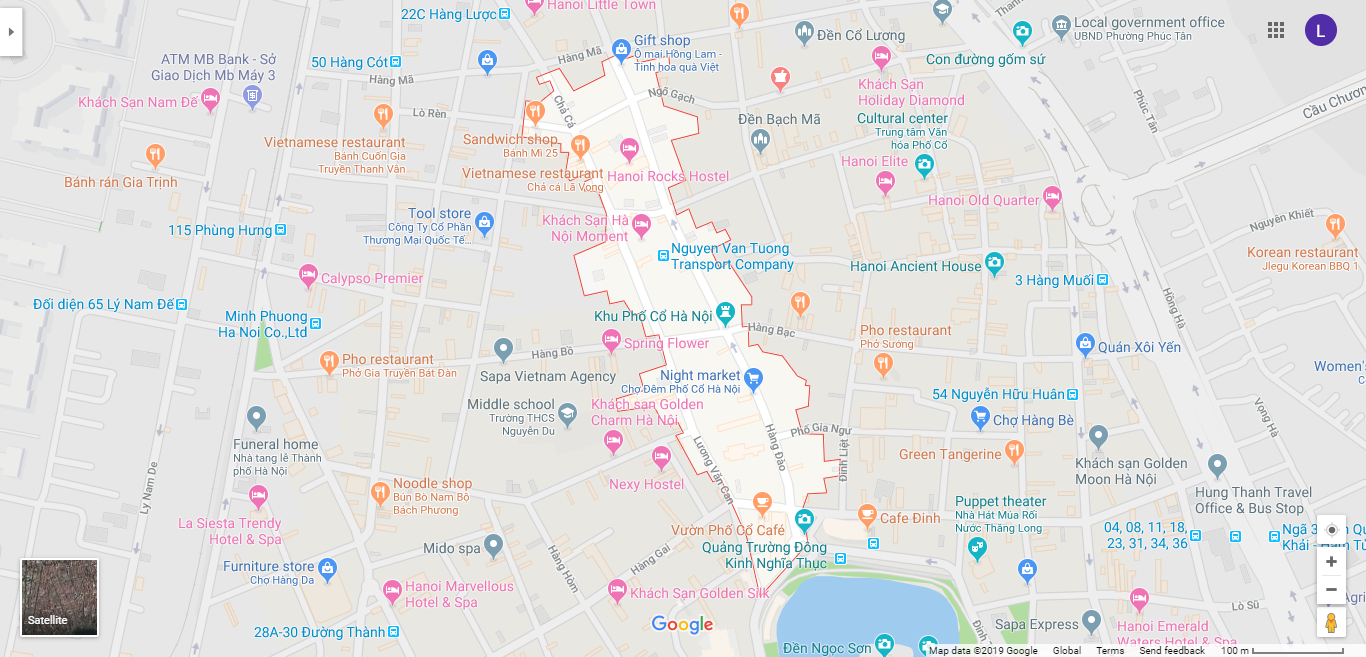 22C Hàng Lược
Hanoi Little Town
Local government office
UBND Phường Phúc Tân
L
Đền Cổ Lương
Gift shop
Ô mai Hồng Lam -
Tinh hoa quà Việt
Hàng Mã
Con đường gốm sứ
ATM MB Bank - Sở
Giao Dịch Mb Máy 3
50 Hàng Cót
Hàng Mã
Khách Sạn
Holiday Diamond
Ngõ Gạch
Phúc Tân
Cầu Chương
Khách Sạn Nam Đế
Chả Cá
Lò Rèn
Cultural center
Trung tâm Văn
hóa Phố Cổ
Đền Bạch Mã
Vietnamese restaurant
Bánh Cuốn Gia
Truyền Thanh Vân
Sandwich shop
Bánh Mì 25
Hanoi Elite
Bánh rán Gia Trịnh
Vietnamese restaurant
Chả cá Lã Vọng
Hanoi Rocks Hostel
Hanoi Old Quarter
Tool store
Công Ty Cổ Phần
Thương Mại Quốc Tế...
Khách Sạn Hà
Nội Moment
Nguyên Khiết
115 Phùng Hưng
Nguyen Van Tuong
Transport Company
Korean restaurant
Jlegu Korean BBQ 1
Hanoi Ancient House
Calypso Premier
3 Hàng Muối
Đối diện 65 Lý Nam Đế
Hồng Hà
Minh Phuong
Ha Noi Co.,Ltd
Khu Phố Cổ Hà Nội
Hàng Bạc
Pho restaurant
Phở Sướng
Spring Flower
Quán Xôi Yến
Hàng Bồ
Pho restaurant
Phở Gia Truyền Bát Đàn
Sapa Vietnam Agency
Night market
Chợ Đêm Phố Cổ Hà Nội
Women's
54 Nguyễn Hữu Huân
Middle school
Trường THCS
Nguyễn Du
Khách sạn Golden
Charm Hà Nội
Vọng Hà
Chợ Hàng Bè
Phố Gia Ngư
Hàng Đào
Funeral home
Nhà tang lễ Thành
phố Hà Nội
Lương Văn Can
Đinh Liệt
Green Tangerine
Khách sạn Golden
Moon Hà Nội
Ly Nam De
Noodle shop
Bún Bò Nam Bộ
Bách Phương
Nexy Hostel
Hung Thanh Travel
Office & Bus Stop
La Siesta Trendy
Hotel & Spa
Puppet theater
Nhà Hát Múa Rối
Nước Thăng Long
Vườn Phố Cổ Café
Cafe Đinh
04, 08, 11, 18,
23, 31, 34, 36
Mido spa
Hàng Gai
Quảng Trường Đông
Kinh Nghĩa Thục
Furniture store
Chợ Hàng Da
Hàng Hòm
Hanoi Marvellous
Hotel & Spa
Khách Sạn Golden Silk
Lò Sũ
Satellite
Google
28A-30 Đường Thành
Sapa Express
Hanoi Emerald
Waters Hotel & Spa
Đền Ngọc Sơn
Map data ©2019 Google
Global
Terms
Send feedback
100 m